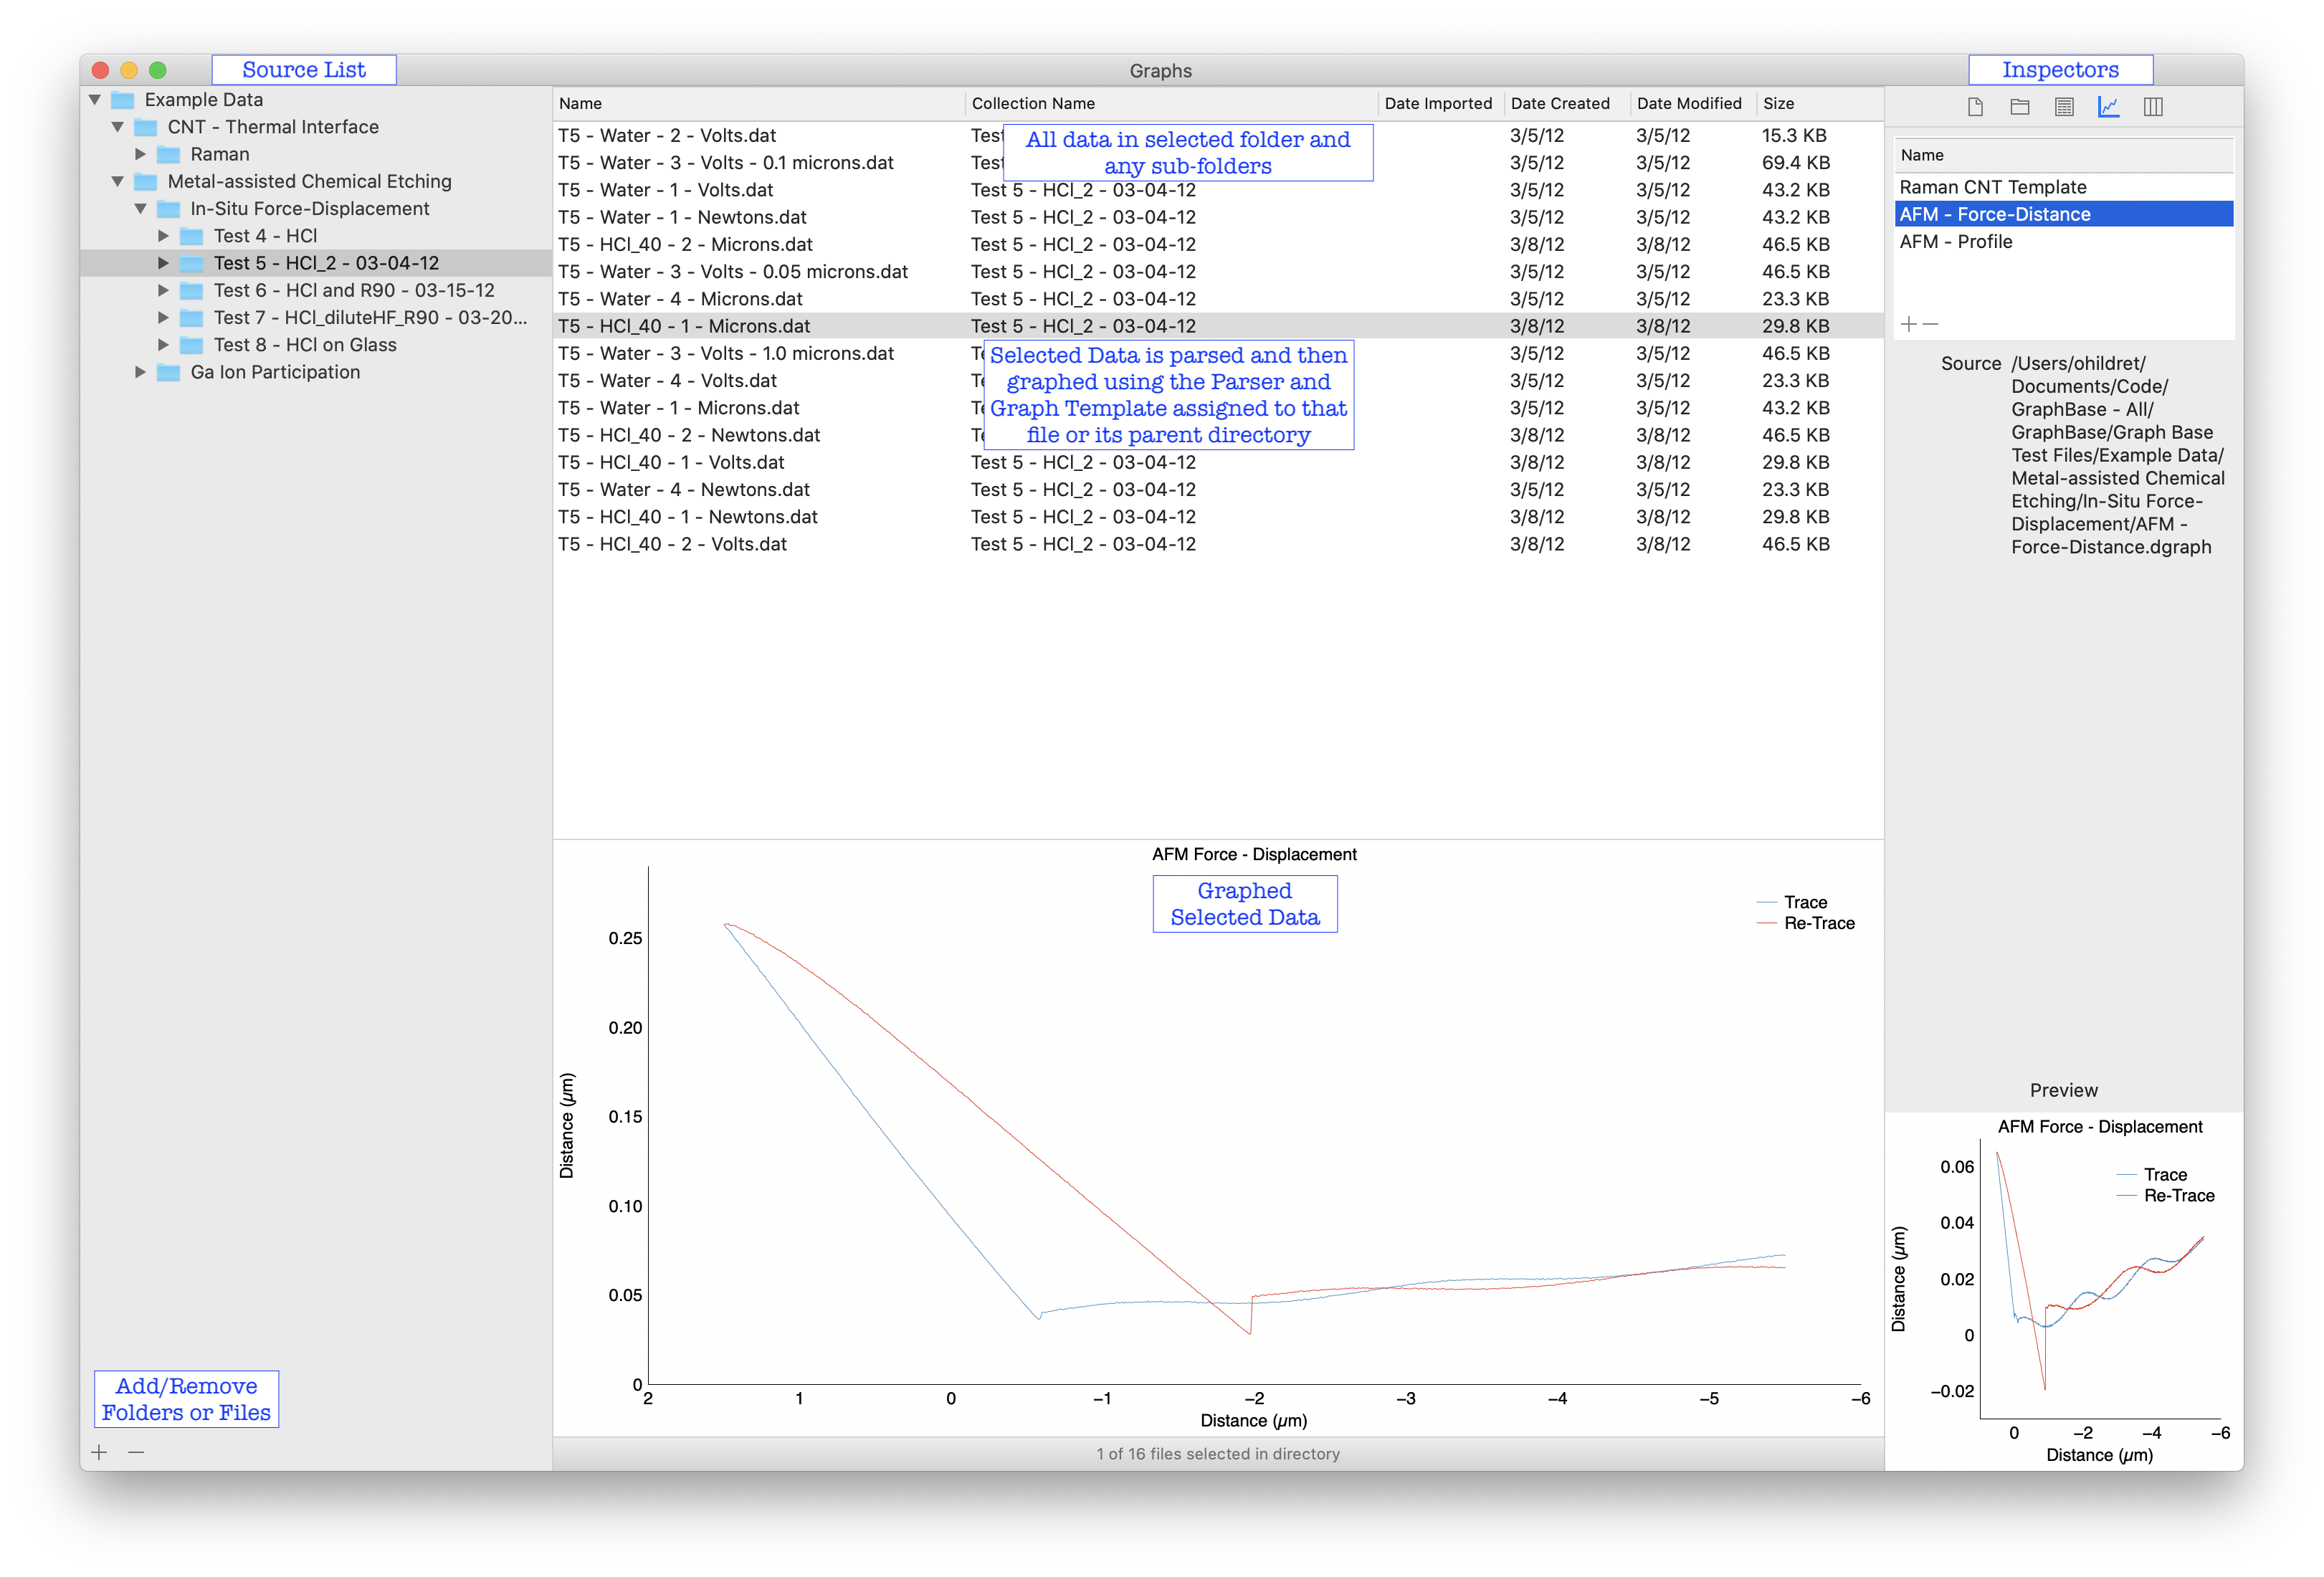 Source List
Graphs
Inspectors
Example Data
CNT - Thermal Interface
Raman
Metal-assisted Chemical Etching
In-Situ Force-Displacement
Test 4 - HCl
Test 5 - HCl_2 - 03-04-12
Test 6 - HCl and R90 - 03-15-12
Test 7 - HCl_diluteHF_R90 - 03-20...
Test 8 - HCl on Glass
Ga Ion Participation
Add/Remove
Folders or Files
Name Collection Name Date Imported Date Created Date Modified Size
T5 - Water - 2 - Volts.dat Test 3/5/12 3/5/12 15.3 KB
T5 - Water - 3 - Volts - 0.1 microns.dat Test 3/5/12 3/5/12 69.4 KB
All data in selected folder and
any sub-folders
T5 - Water - 1 - Volts.dat Test 5 - HCl_2 - 03-04-12 3/5/12 3/5/12 43.2 KB
T5 - Water - 1 - Newtons.dat Test 5 - HCl_2 - 03-04-12 3/5/12 3/5/12 43.2 KB
T5 - HCl_40 - 2 - Microns.dat Test 5 - HCl_2 - 03-04-12 3/8/12 3/8/12 46.5 KB
T5 - Water - 3 - Volts - 0.05 microns.dat Test 5 - HCl_2 - 03-04-12 3/5/12 3/5/12 46.5 KB
T5 - Water - 4 - Microns.dat Test 5 - HCl_2 - 03-04-12 3/5/12 3/5/12 23.3 KB
T5 - HCl_40 - 1 - Microns.dat Test 5 - HCl_2 - 03-04-12 3/8/12 3/8/12 29.8 KB
T5 - Water - 3 - Volts - 1.0 microns.dat 3/5/12 3/5/12 46.5 KB
T5 - Water - 4 - Volts.dat 3/5/12 3/5/12 23.3 KB
T5 - Water - 1 - Microns.dat 3/5/12 3/5/12 43.2 KB
T5 - HCl_40 - 2 - Newtons.dat 3/8/12 3/8/12 46.5 KB
Selected Data is parsed and then
graphed using the Parser and
Graph Template assigned to that
file or its parent directory
T5 - HCl_40 - 1 - Volts.dat Test 5 - HCl_2 - 03-04-12 3/8/12 3/8/12 29.8 KB
T5 - Water - 4 - Newtons.dat Test 5 - HCl_2 - 03-04-12 3/5/12 3/5/12 23.3 KB
T5 - HCl_40 - 1 - Newtons.dat Test 5 - HCl_2 - 03-04-12 3/8/12 3/8/12 29.8 KB
T5 - HCl_40 - 2 - Volts.dat Test 5 - HCl_2 - 03-04-12 3/8/12 3/8/12 46.5 KB
AFM Force - Displacement
Graphed
Selected Data
Trace
Re-Trace
Distance (µm)
0.25
0.20
0.15
0.10
0.05
0
2 1 0 −1 −2 −3 −4 −5 −6
Distance (µm)
1 of 16 files selected in directory
Name
Raman CNT Template
AFM - Force-Distance
AFM - Profile
Source /Users/ohildret/
Documents/Code/
GraphBase - All/
GraphBase/Graph Base
Test Files/Example Data/
Metal-assisted Chemical
Etching/In-Situ Force-
Displacement/AFM -
Force-Distance.dgraph
Preview
AFM Force - Displacement
Trace
Re-Trace
Distance (µm)
0.06
0.04
0.02
0
−0.02
0 −2 −4 −6
Distance (µm)